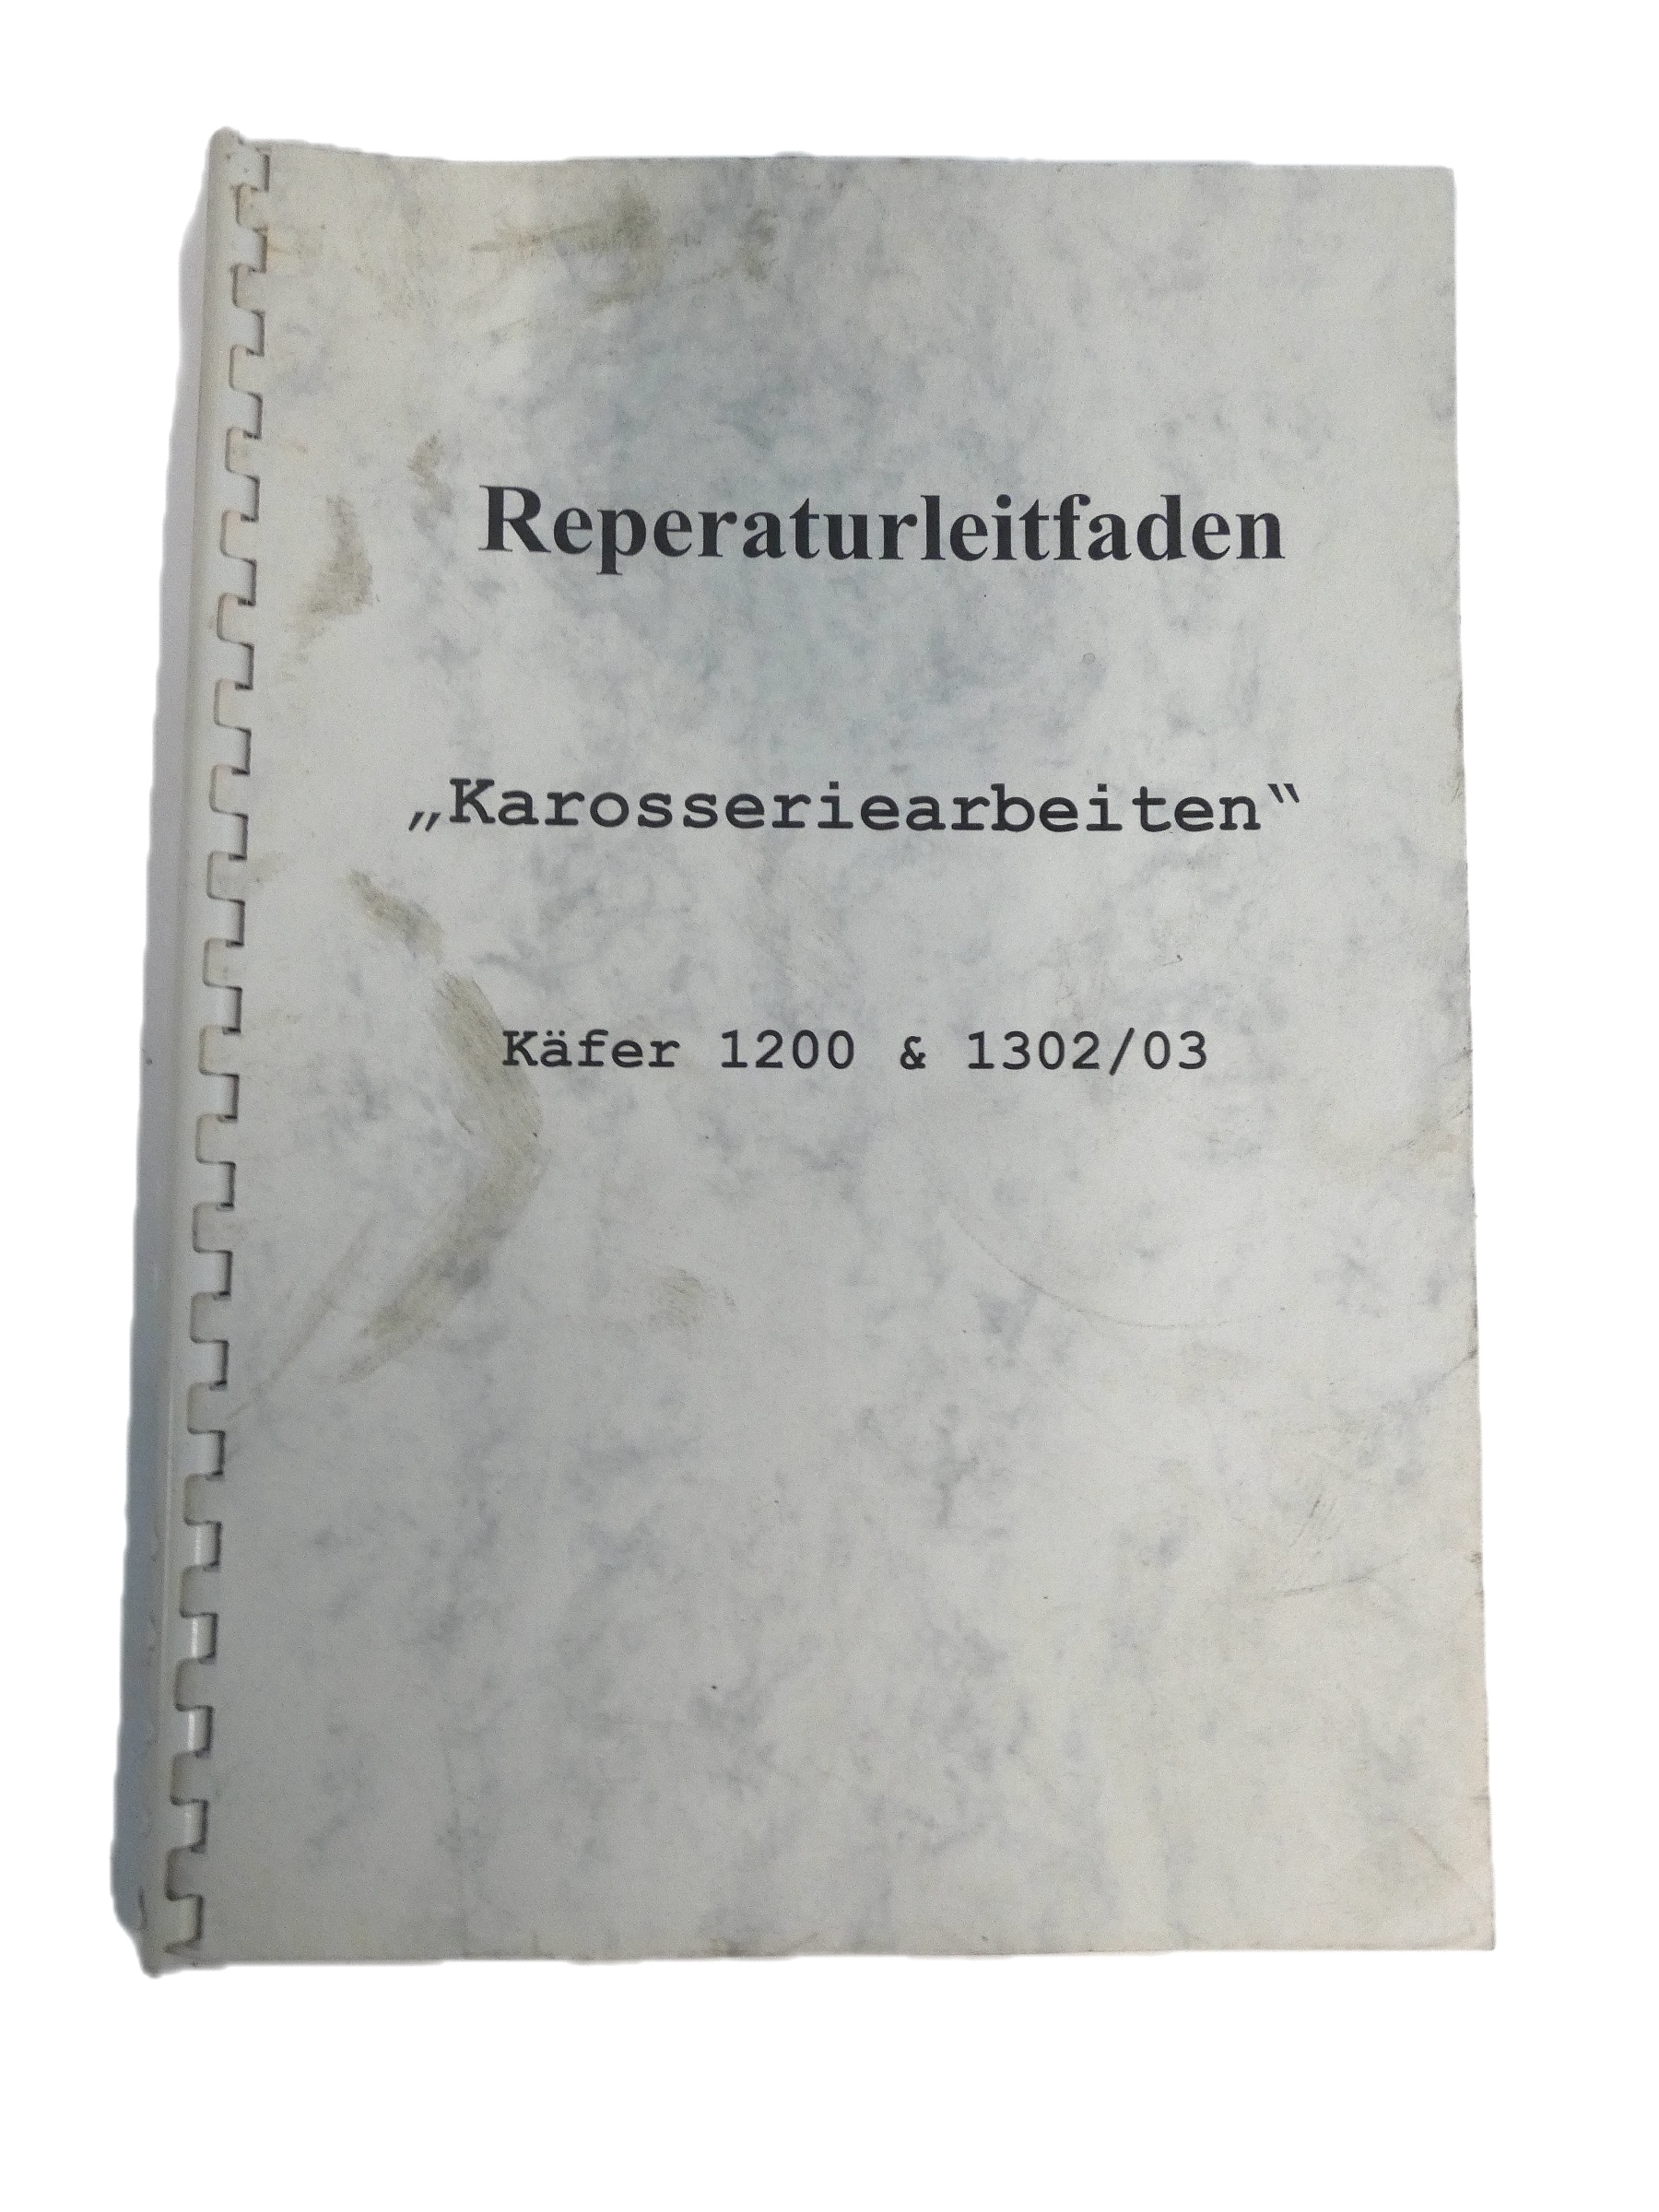 Reperaturleitfaden
„Karosseriearbeiten“
Käfer 1200 & 1302/03